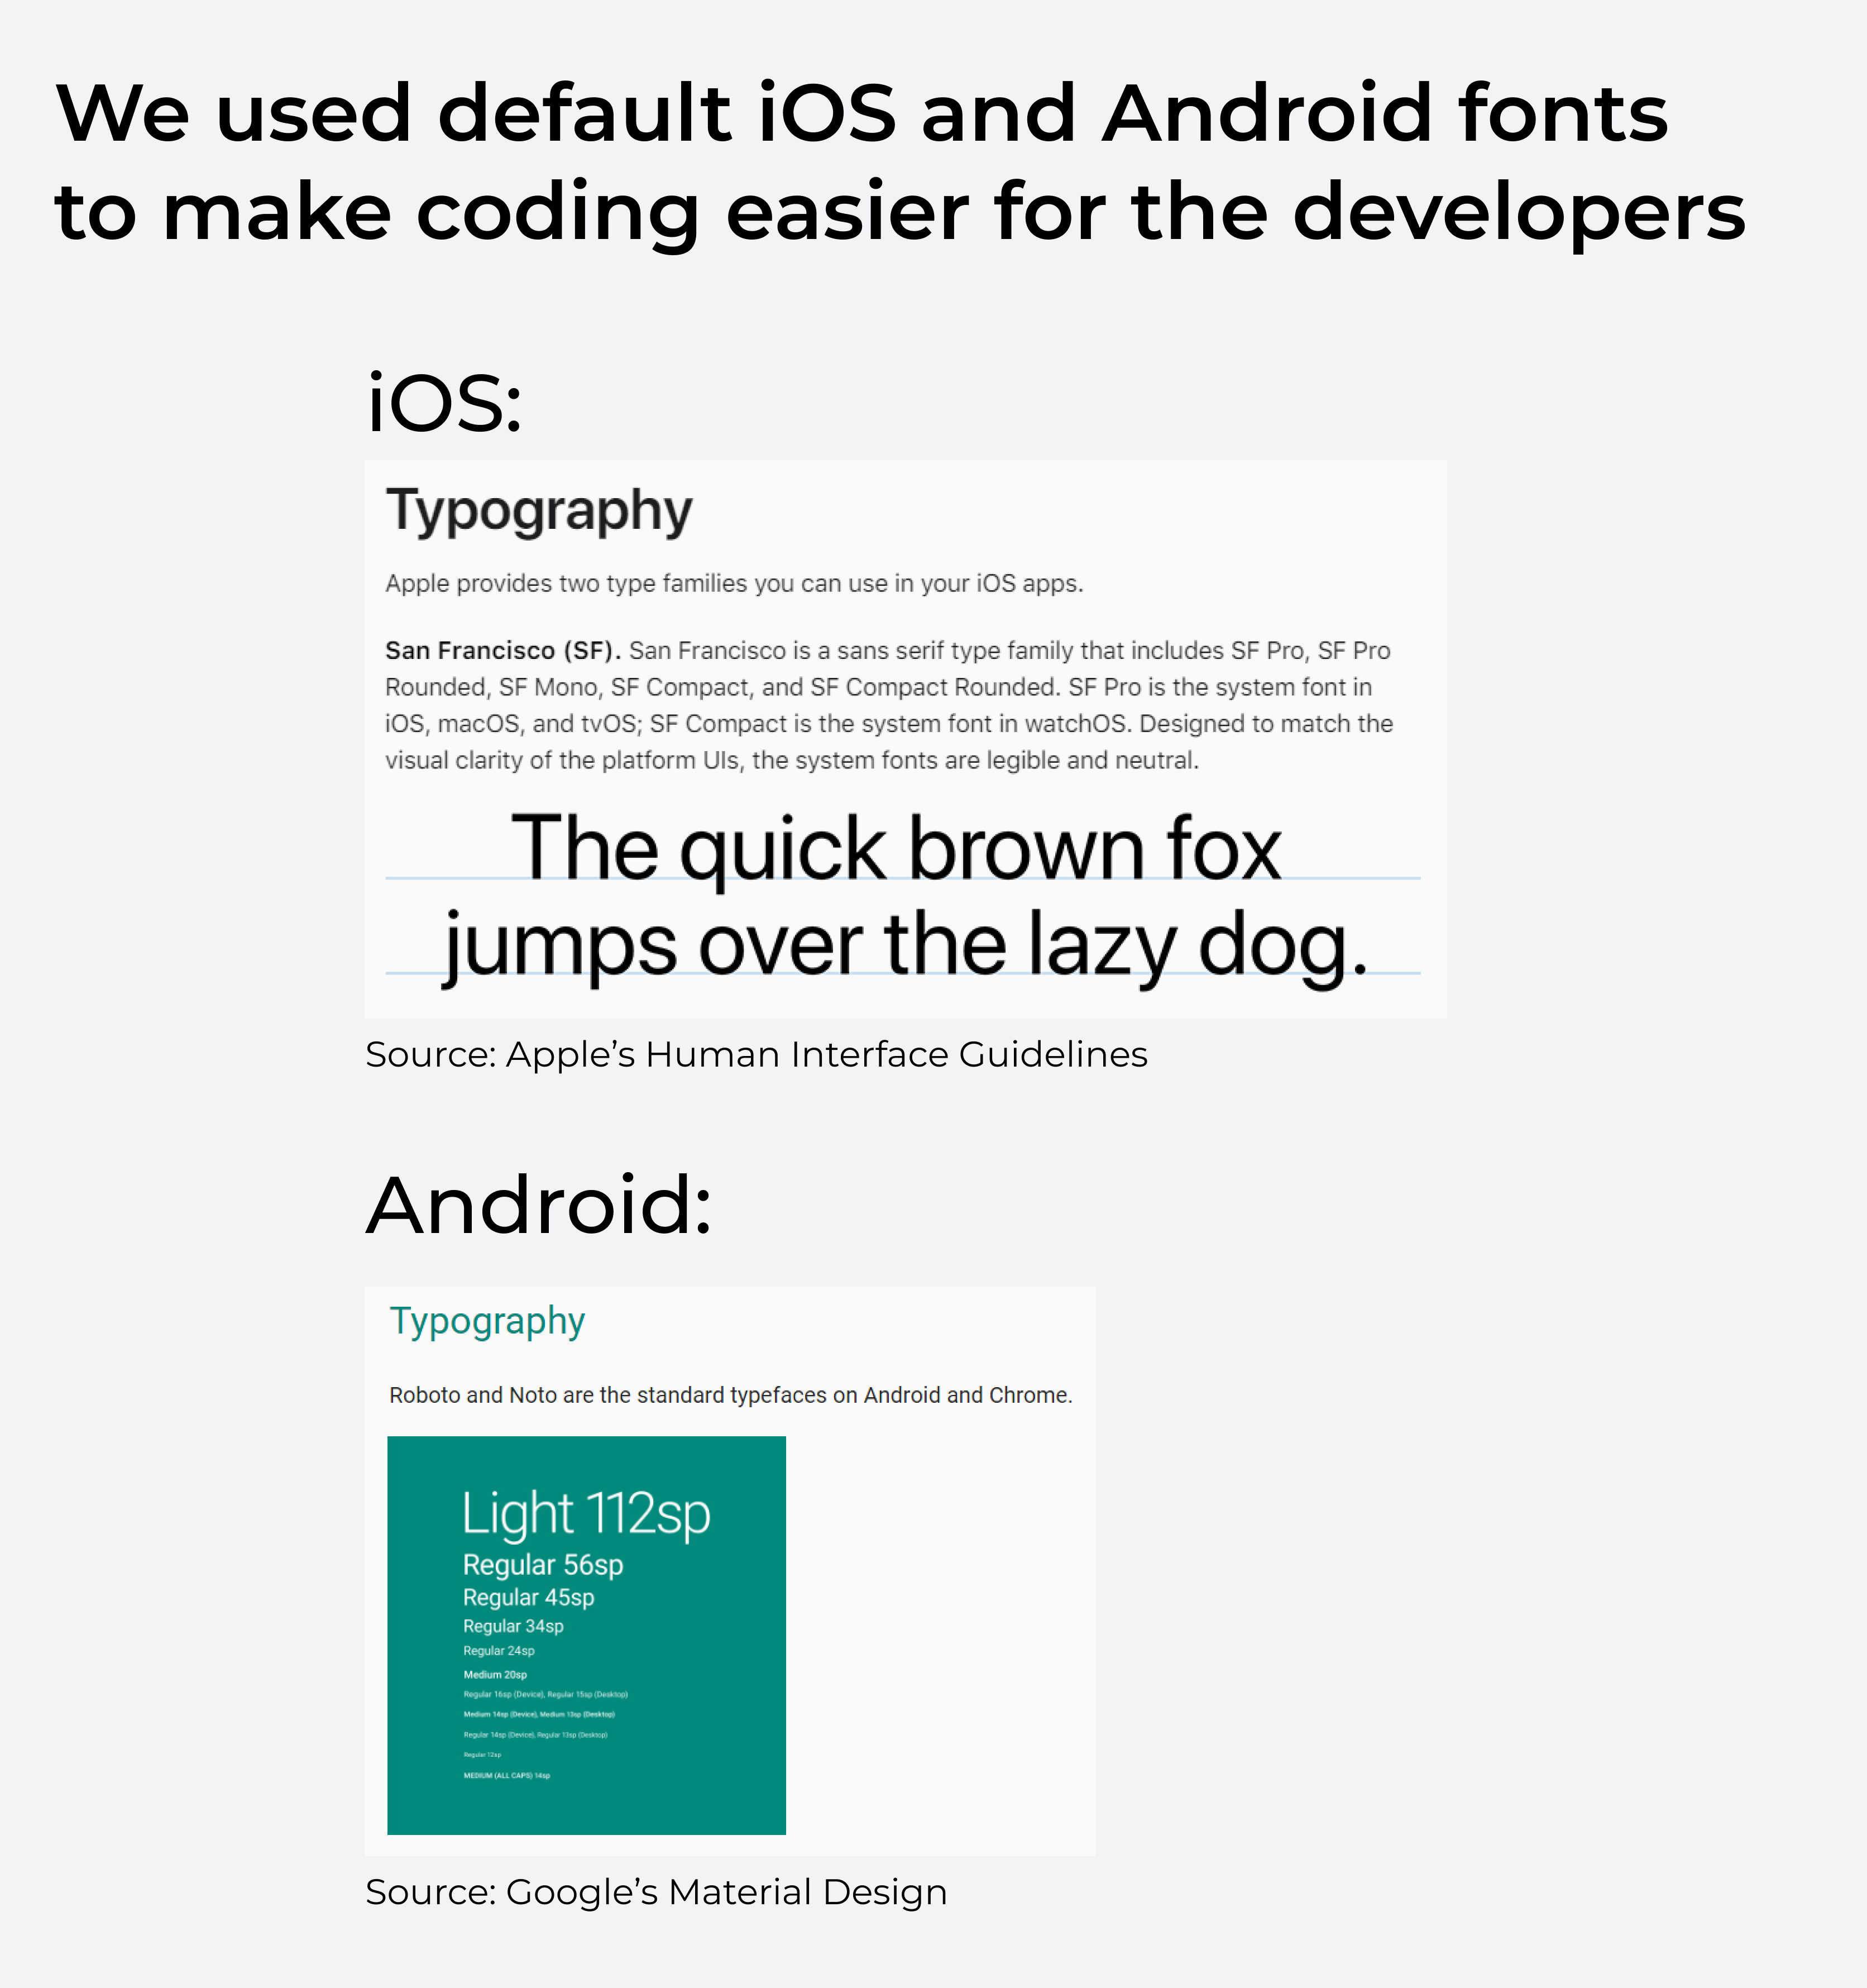 We used default iOS and Android fonts
to make coding easier for the developers
iOS:
Typography
Apple provides two type families you can use in your iOS apps.
San Francisco (SF). San Francisco is a sans serif type family that includes SF Pro, SF Pro
Rounded, SF Mono, SF Compact, and SF Compact Rounded. SF Pro is the system font in
iOS, macOS, and tvOS; SF Compact is the system font in watchOS. Designed to match the
visual clarity of the platform UIs, the system fonts are legible and neutral.
The quick brown fox
jumps over the lazy dog.
Source: Apple’s Human Interface Guidelines
Android:
Typography
Roboto and Noto are the standard typefaces on Android and Chrome.
Light 112sp
Regular 56sp
Regular 45sp
Regular 34sp
Regular 24sp
Medium 20sp
Regular 16sp (Device), Regular 15sp (Desktop)
Medium 14sp (Device), Medium 13sp (Desktop)
Regular 14sp (Device), Regular 13sp (Desktop)
Regular 12sp
MEDIUM (ALL CAPS) 14sp
Source: Google’s Material Design